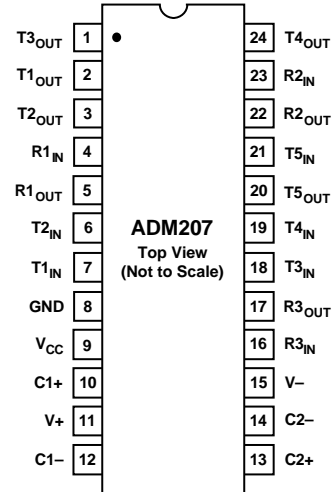 T3OUT 1 24 T4OUT
T1OUT 2 23 R2IN
T2OUT 3 22 R2OUT
R1IN 4 21 T5IN
R1OUT 5 20 T5OUT
T2IN 6 ADM207 19 T4IN
T1IN 7 Top View 18 T3IN
(Not to Scale)
GND 8 17 R3OUT
VCC 9 16 R3IN
C1+ 10 15 V–
V+ 11 14 C2–
C1– 12 13 C2+